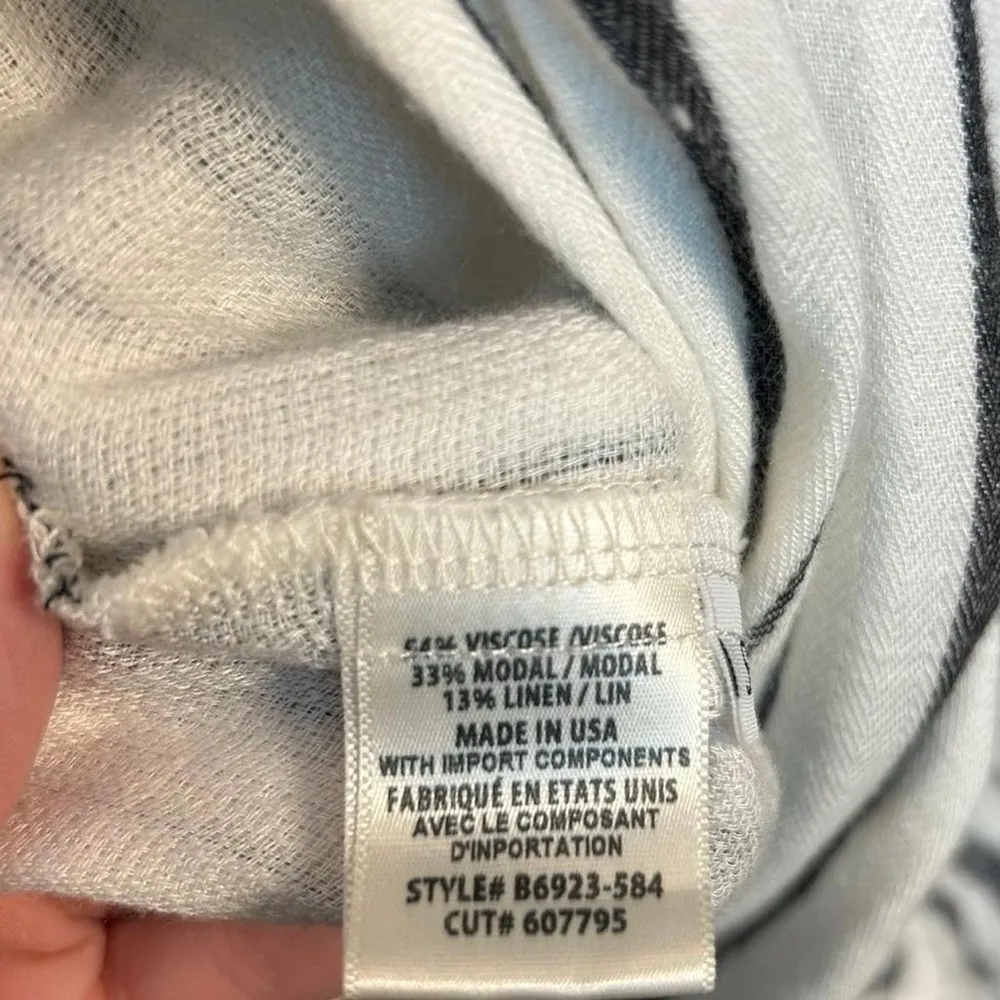 54% VISCOSE /VISCOSE
33% MODAL / MODAL
13% LINEN / LIN
MADE IN USA
WITH IMPORT COMPONENTS
FABRIQUÉ EN ETATS UNIS
AVEC LE COMPOSANT
D'INPORTATION
STYLE# B6923-584
CUT# 607795